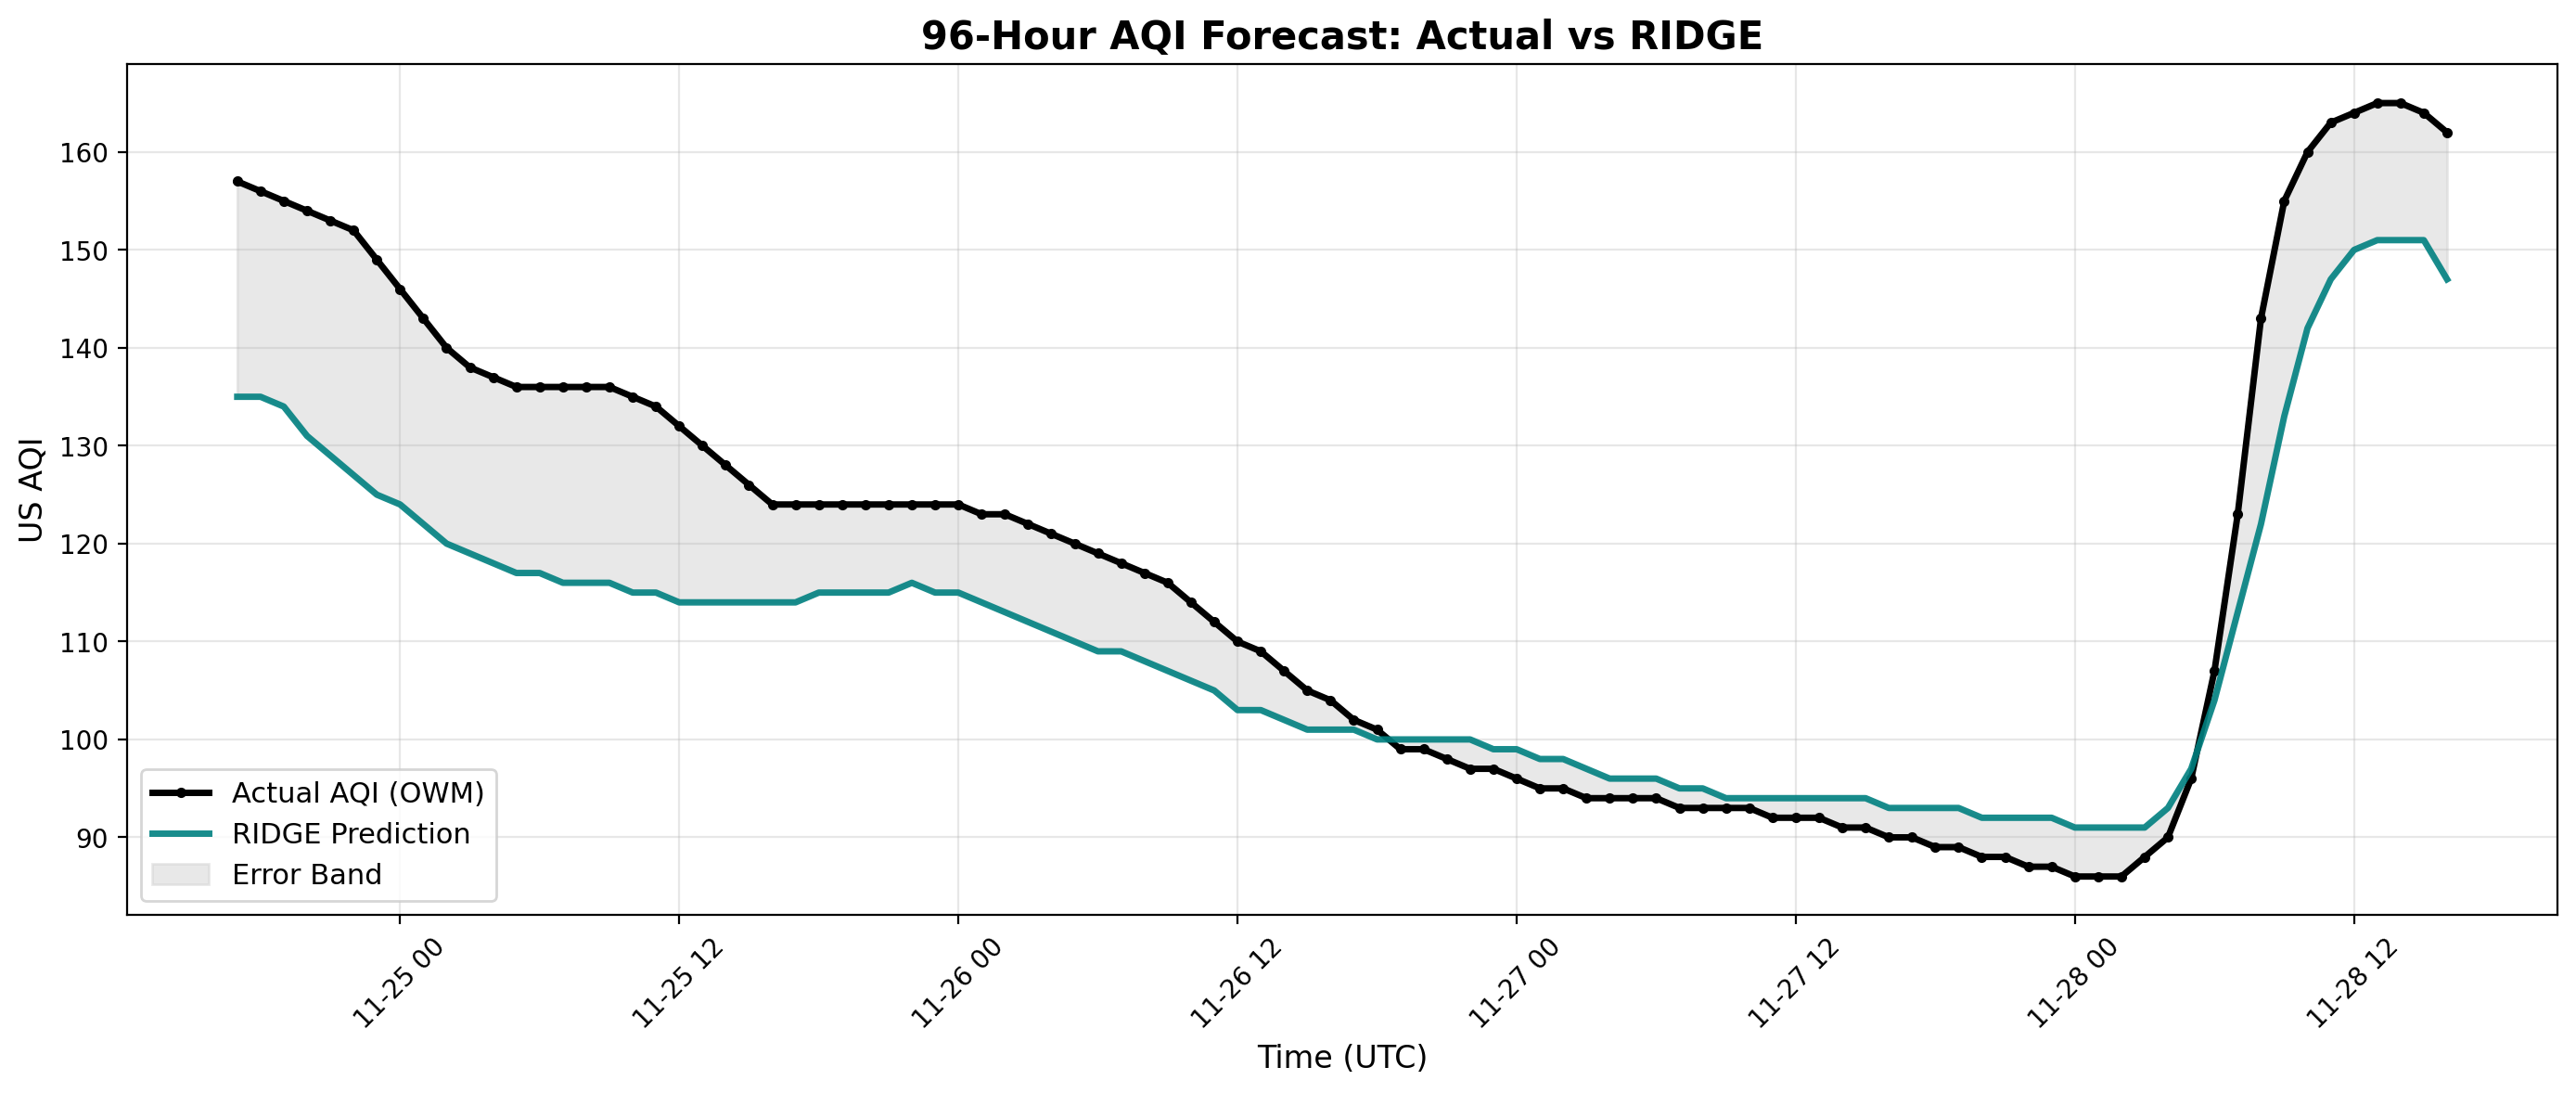 96-Hour AQI Forecast: Actual vs RIDGE
US AQI
160
150
140
130
120
110
100
90
Actual AQI (OWM)
RIDGE Prediction
Error Band
11-25 00
11-25 12
11-26 00
11-26 12
11-27 00
11-27 12
11-28 00
11-28 12
Time (UTC)